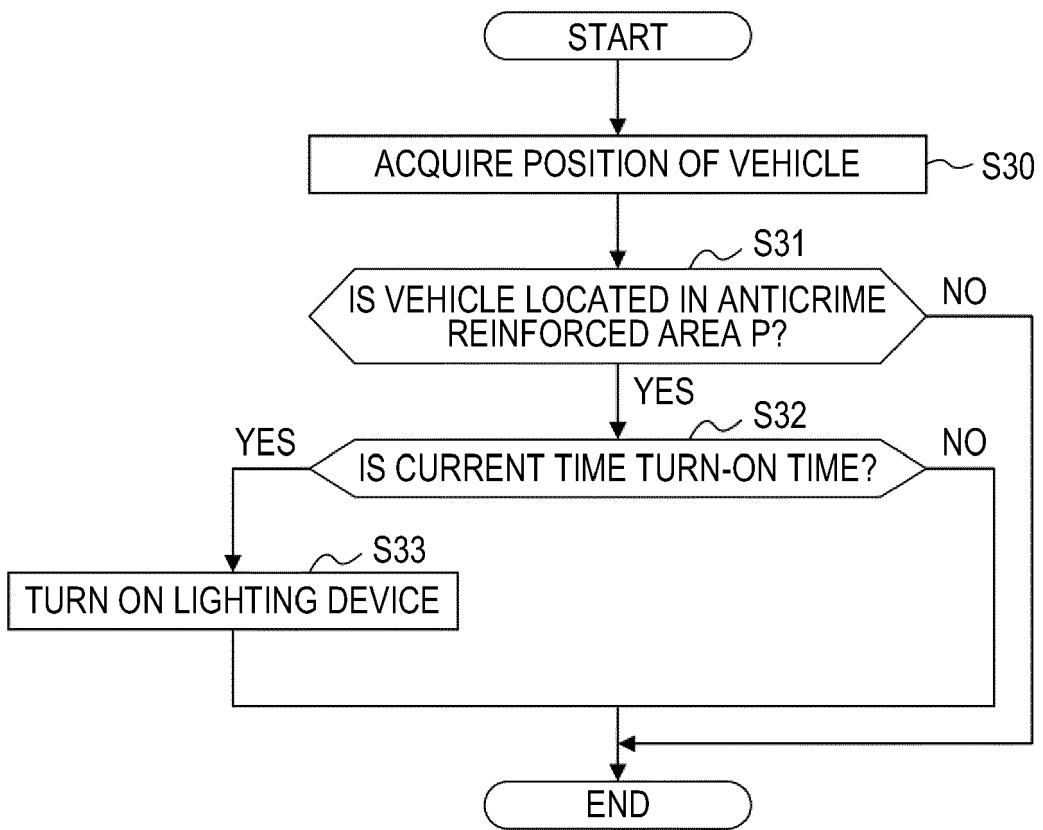 START
ACQUIRE POSITION OF VEHICLE
S30
S31
IS VEHICLE LOCATED IN ANTICRIME
REINFORCED AREA P?
NO
YES
S32
YES
IS CURRENT TIME TURN-ON TIME?
NO
S33
TURN ON LIGHTING DEVICE
END